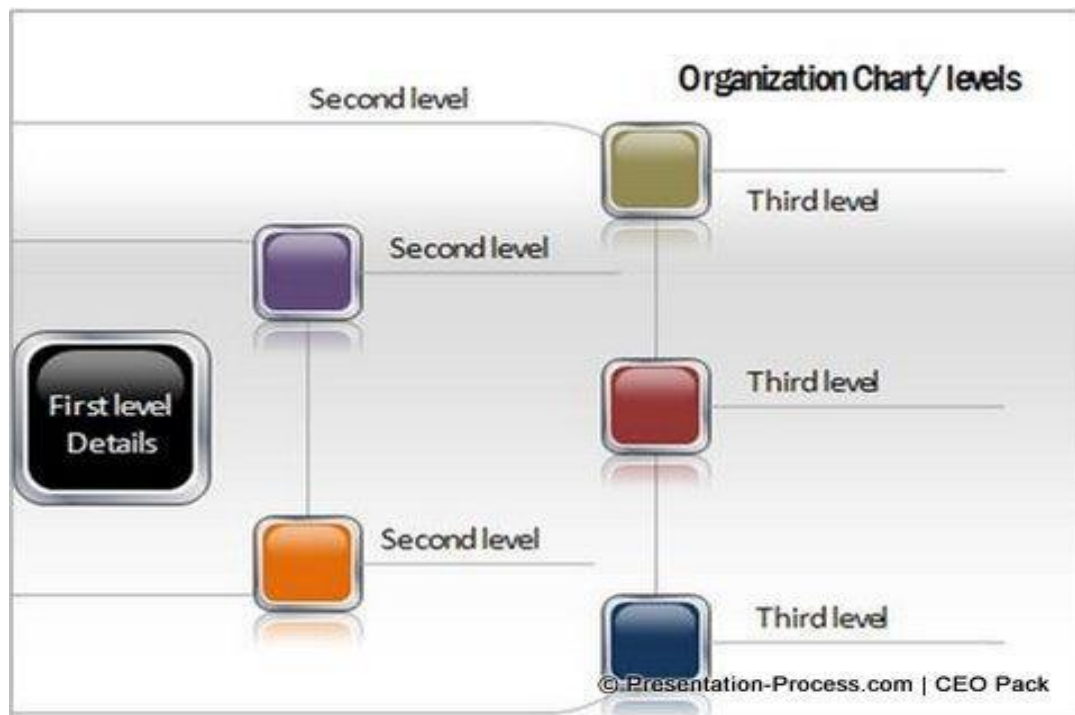 Organization Chart/ levels
Second level
Third level
Second level
First level
Details
Third level
Second level
Third level
© Presentation-Process.com | CEO Pack